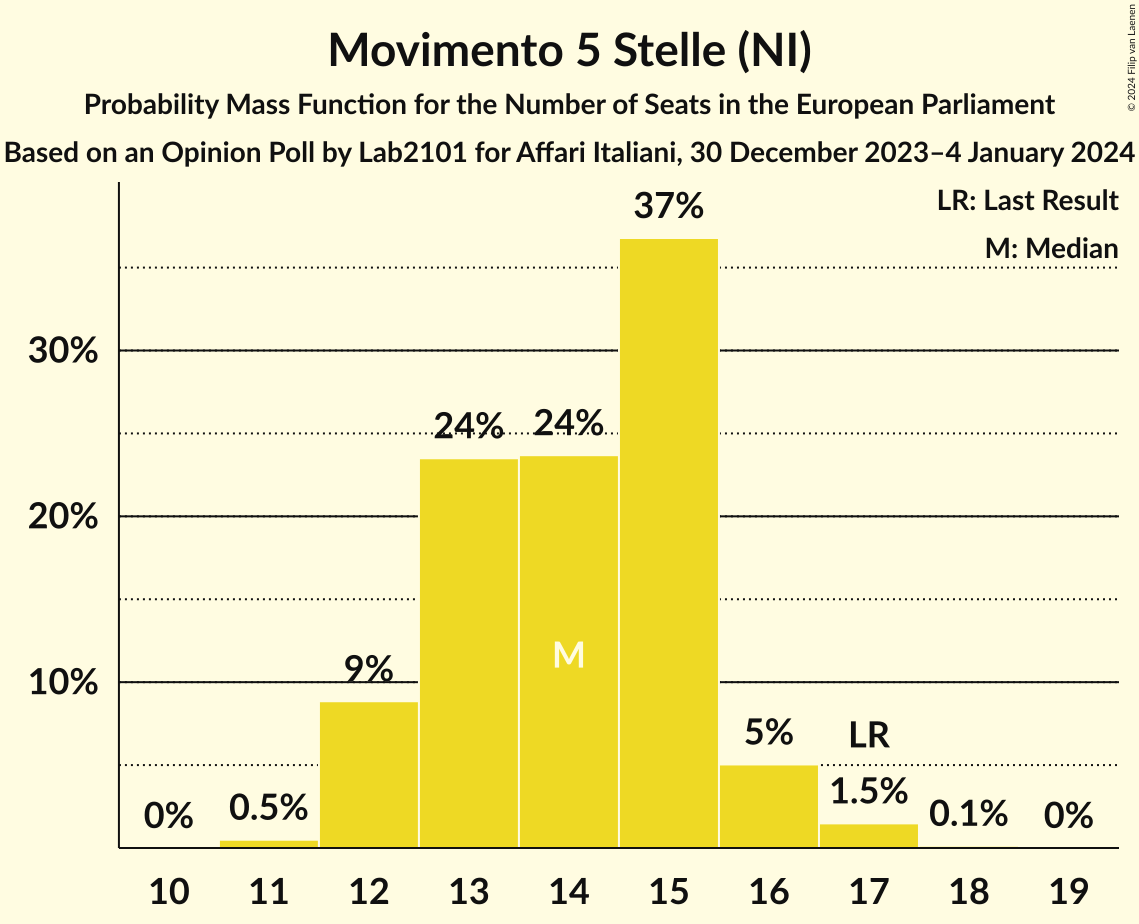 Movimento 5 Stelle (NI)
Probability Mass Function for the Number of Seats in the European Parliament
Based on an Opinion Poll by Lab2101 for Affari Italiani, 30 December 2023–4 January 2024
© 2024 Filip van Laenen
LR: Last Result
M: Median
37%
30%
24% 24%
20%
M
9%
10%
5% LR
0% 0.5% 1.5% 0.1% 0%
10 11 12 13 14 15 16 17 18 19